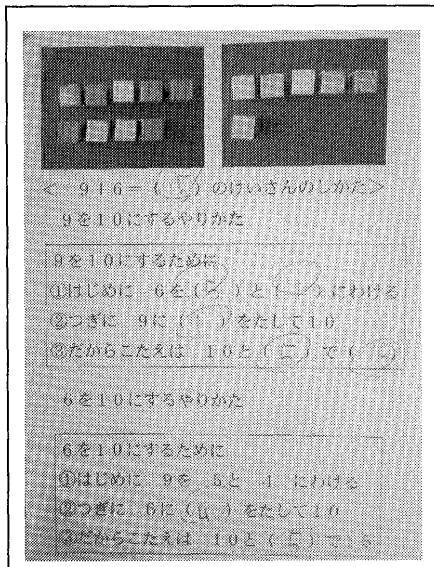 < 9+6=( )のけいさんのしかた>
9を10にするやりかた
9を10にするために
①はじめに 6を( )と( )にわける
②つぎに 9に( )をたして10
③だからこたえは 10と( )で( )
6を10にするやりかた
6を10にするために
①はじめに 9を 5と 4 にわける
②つぎに 6に( 4 )をたして10
③だからこたえは 10と( 5 )で